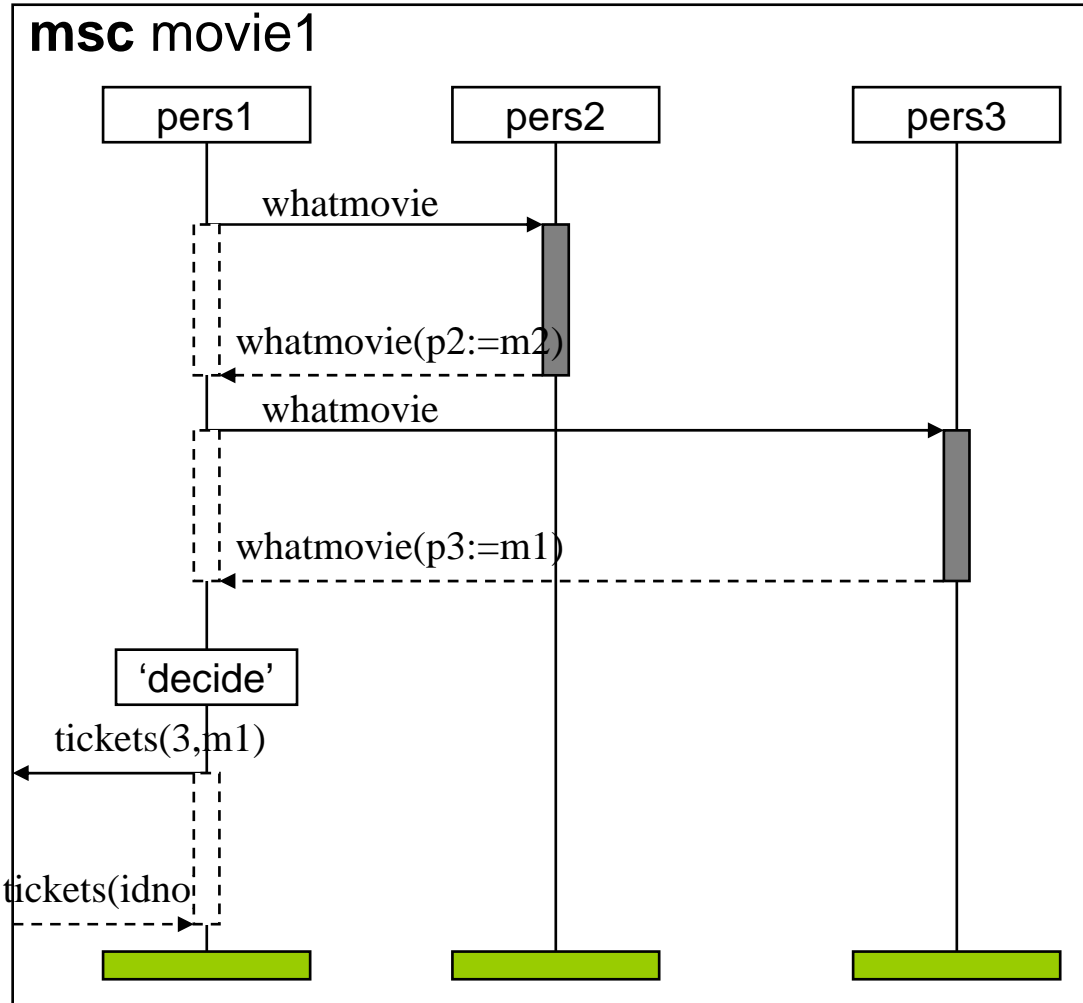 msc movie1
pers1 pers2 pers3
whatmovie
whatmovie(p2:=m2)
whatmovie
whatmovie(p3:=m1)
‘decide’
tickets(3,m1)
tickets(idno